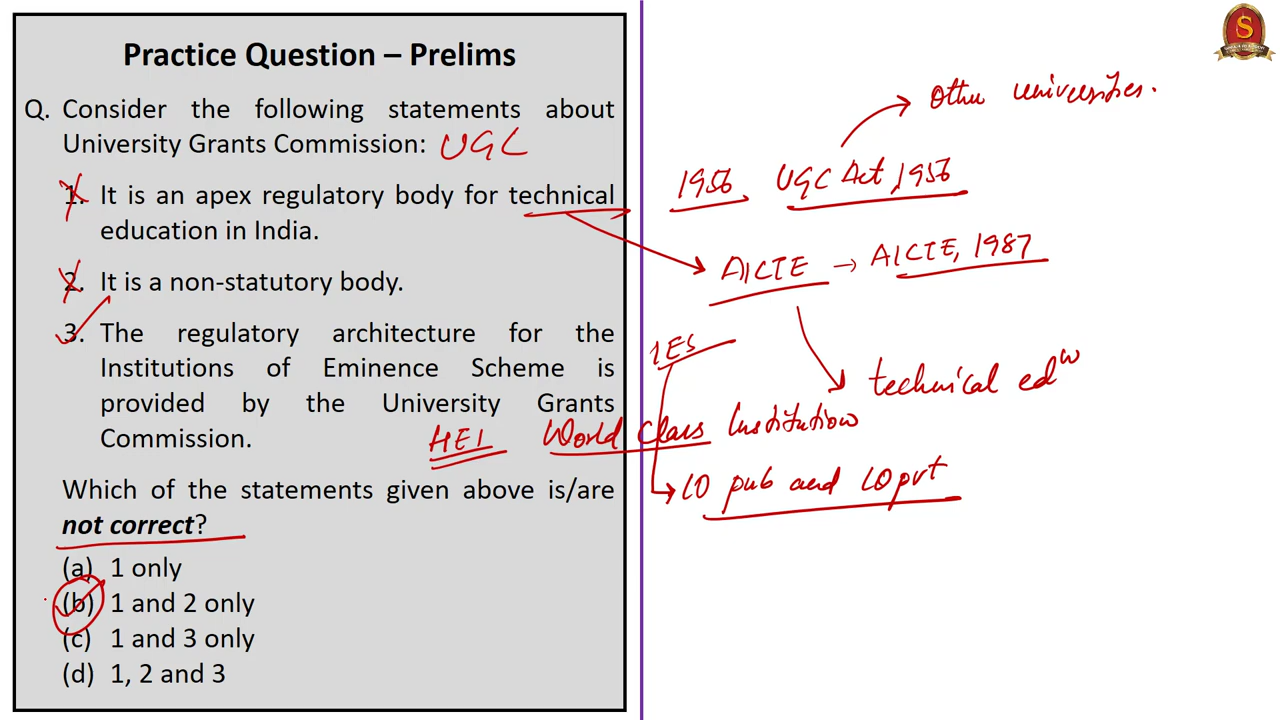 Practice Question – Prelims
Q. Consider the following statements about
University Grants Commission: UGC
1. It is an apex regulatory body for technical
education in India.
2. It is a non-statutory body.
3. The regulatory architecture for the
Institutions of Eminence Scheme is
provided by the University Grants
Commission.
Which of the statements given above is/are
not correct?
(a) 1 only
(b) 1 and 2 only
(c) 1 and 3 only
(d) 1, 2 and 3
Othe universities.
1956 UGC Act, 1956
AICTE → AICTE, 1987
IES
technical edⁿ
HEI World Class Institution
10 pub and 10 pvt
S